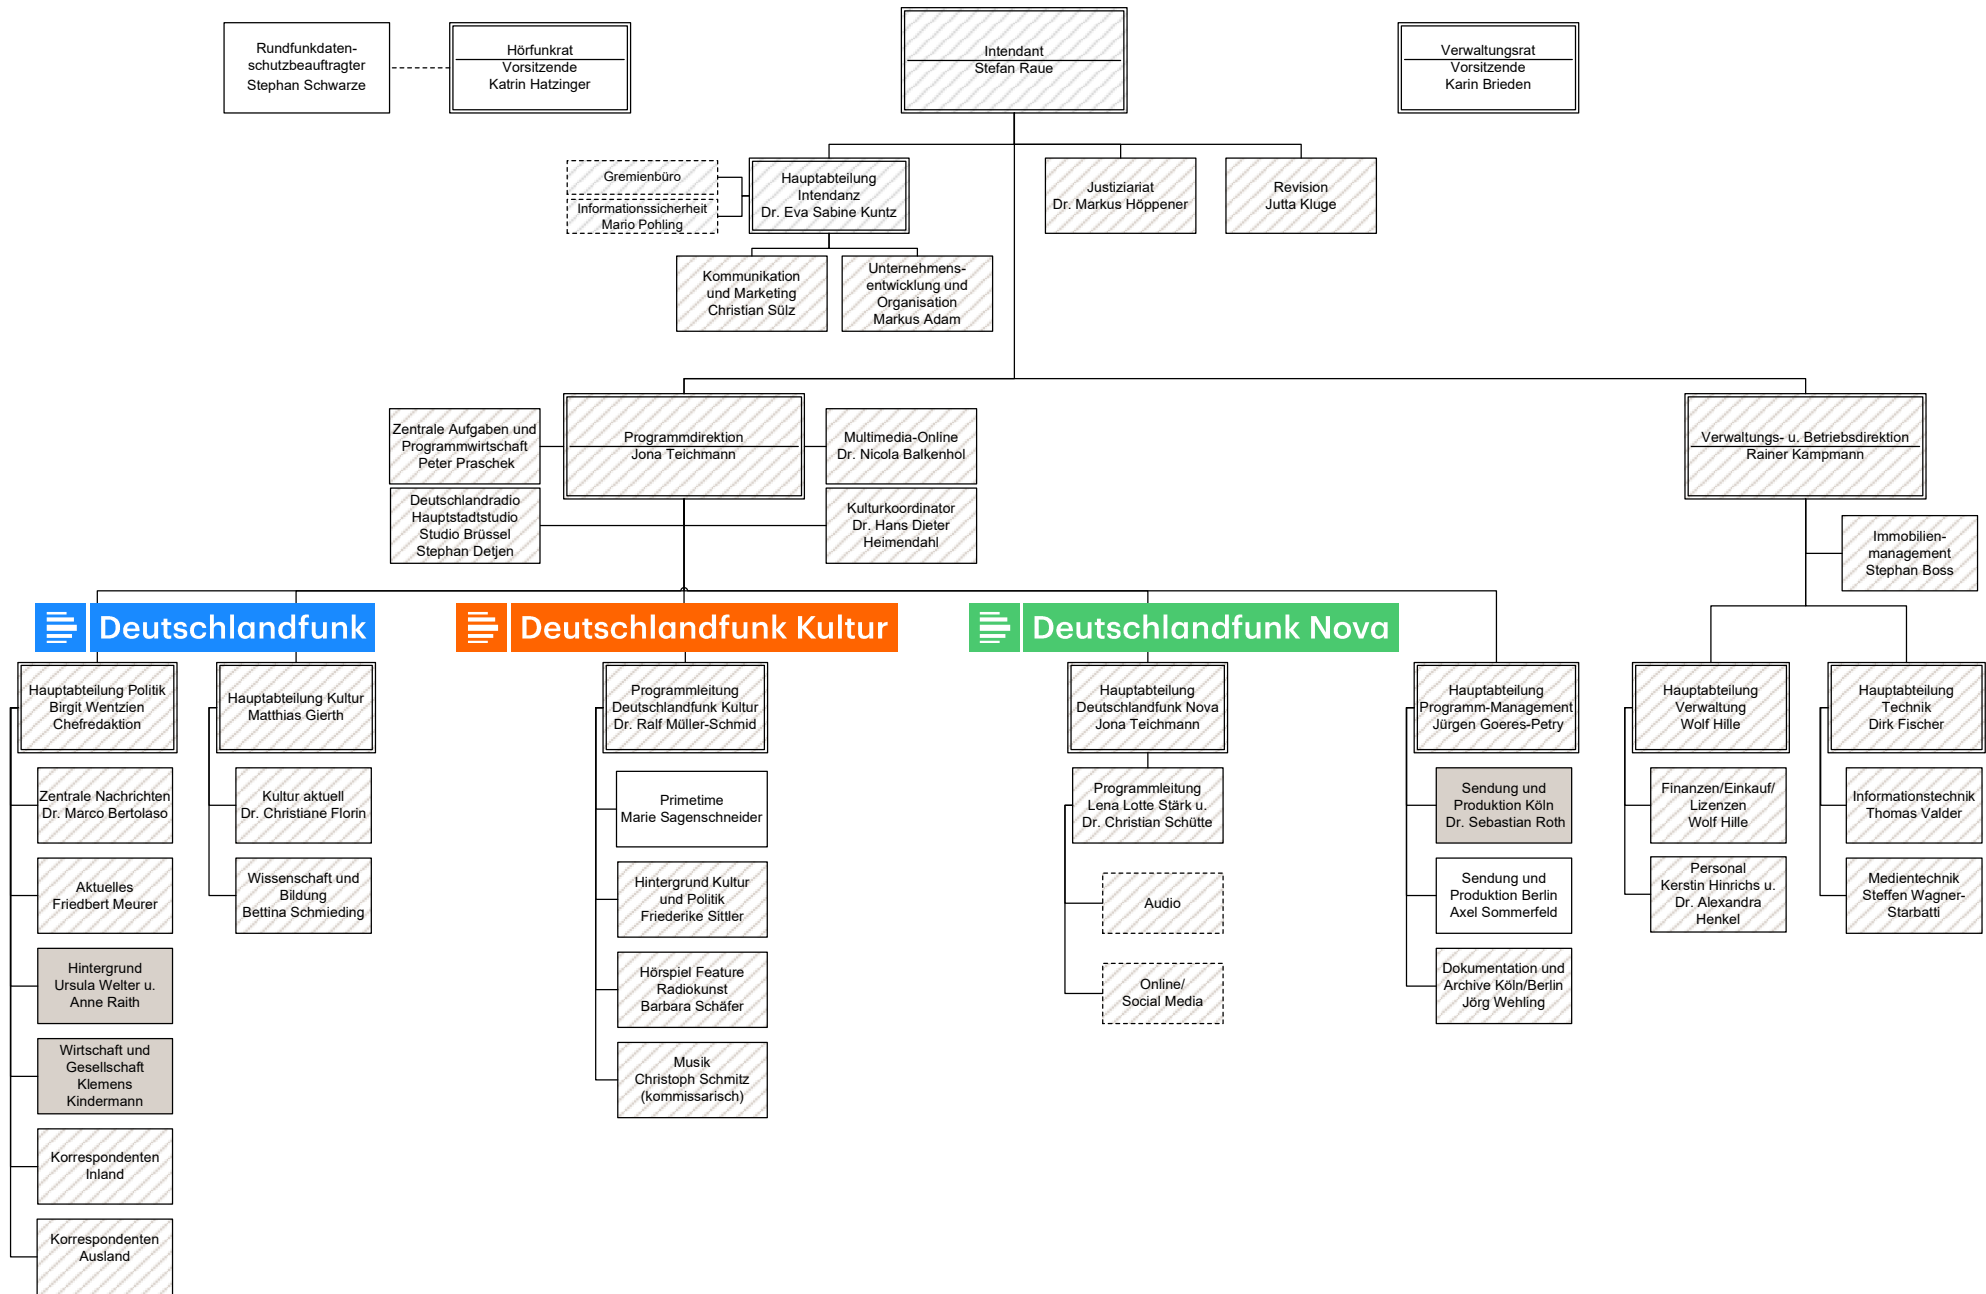 Rundfunkdaten-
schutzbeauftragter
Stephan Schwarze
Hörfunkrat
Vorsitzende
Katrin Hatzinger
Intendant
Stefan Raue
Verwaltungsrat
Vorsitzende
Karin Brieden
Gremienbüro
Informationssicherheit
Mario Pohling
Hauptabteilung
Intendanz
Dr. Eva Sabine Kuntz
Justiziariat
Dr. Markus Höppener
Revision
Jutta Kluge
Kommunikation
und Marketing
Christian Sülz
Unternehmens-
entwicklung und
Organisation
Markus Adam
Zentrale Aufgaben und
Programmwirtschaft
Peter Praschek
Programmdirektion
Jona Teichmann
Multimedia-Online
Dr. Nicola Balkenhol
Verwaltungs- u. Betriebsdirektion
Rainer Kampmann
Deutschlandradio
Hauptstadtstudio
Studio Brüssel
Stephan Detjen
Kulturkoordinator
Dr. Hans Dieter
Heimendahl
Immobilien-
management
Stephan Boss
Deutschlandfunk
Deutschlandfunk Kultur
Deutschlandfunk Nova
Hauptabteilung Politik
Birgit Wentzien
Chefredaktion
Hauptabteilung Kultur
Matthias Gierth
Programmleitung
Deutschlandfunk Kultur
Dr. Ralf Müller-Schmid
Hauptabteilung
Deutschlandfunk Nova
Jona Teichmann
Hauptabteilung
Programm-Management
Jürgen Goeres-Petry
Hauptabteilung
Verwaltung
Wolf Hille
Hauptabteilung
Technik
Dirk Fischer
Zentrale Nachrichten
Dr. Marco Bertolaso
Kultur aktuell
Dr. Christiane Florin
Primetime
Marie Sagenschneider
Programmleitung
Lena Lotte Stärk u.
Dr. Christian Schütte
Sendung und
Produktion Köln
Dr. Sebastian Roth
Finanzen/Einkauf/
Lizenzen
Wolf Hille
Informationstechnik
Thomas Valder
Aktuelles
Friedbert Meurer
Wissenschaft und
Bildung
Bettina Schmieding
Hintergrund Kultur
und Politik
Friederike Sittler
Audio
Sendung und
Produktion Berlin
Axel Sommerfeld
Personal
Kerstin Hinrichs u.
Dr. Alexandra
Henkel
Medientechnik
Steffen Wagner-
Starbatti
Hintergrund
Ursula Welter u.
Anne Raith
Hörspiel Feature
Radiokunst
Barbara Schäfer
Online/
Social Media
Dokumentation und
Archive Köln/Berlin
Jörg Wehling
Wirtschaft und
Gesellschaft
Klemens
Kindermann
Musik
Christoph Schmitz
(kommissarisch)
Korrespondenten
Inland
Korrespondenten
Ausland